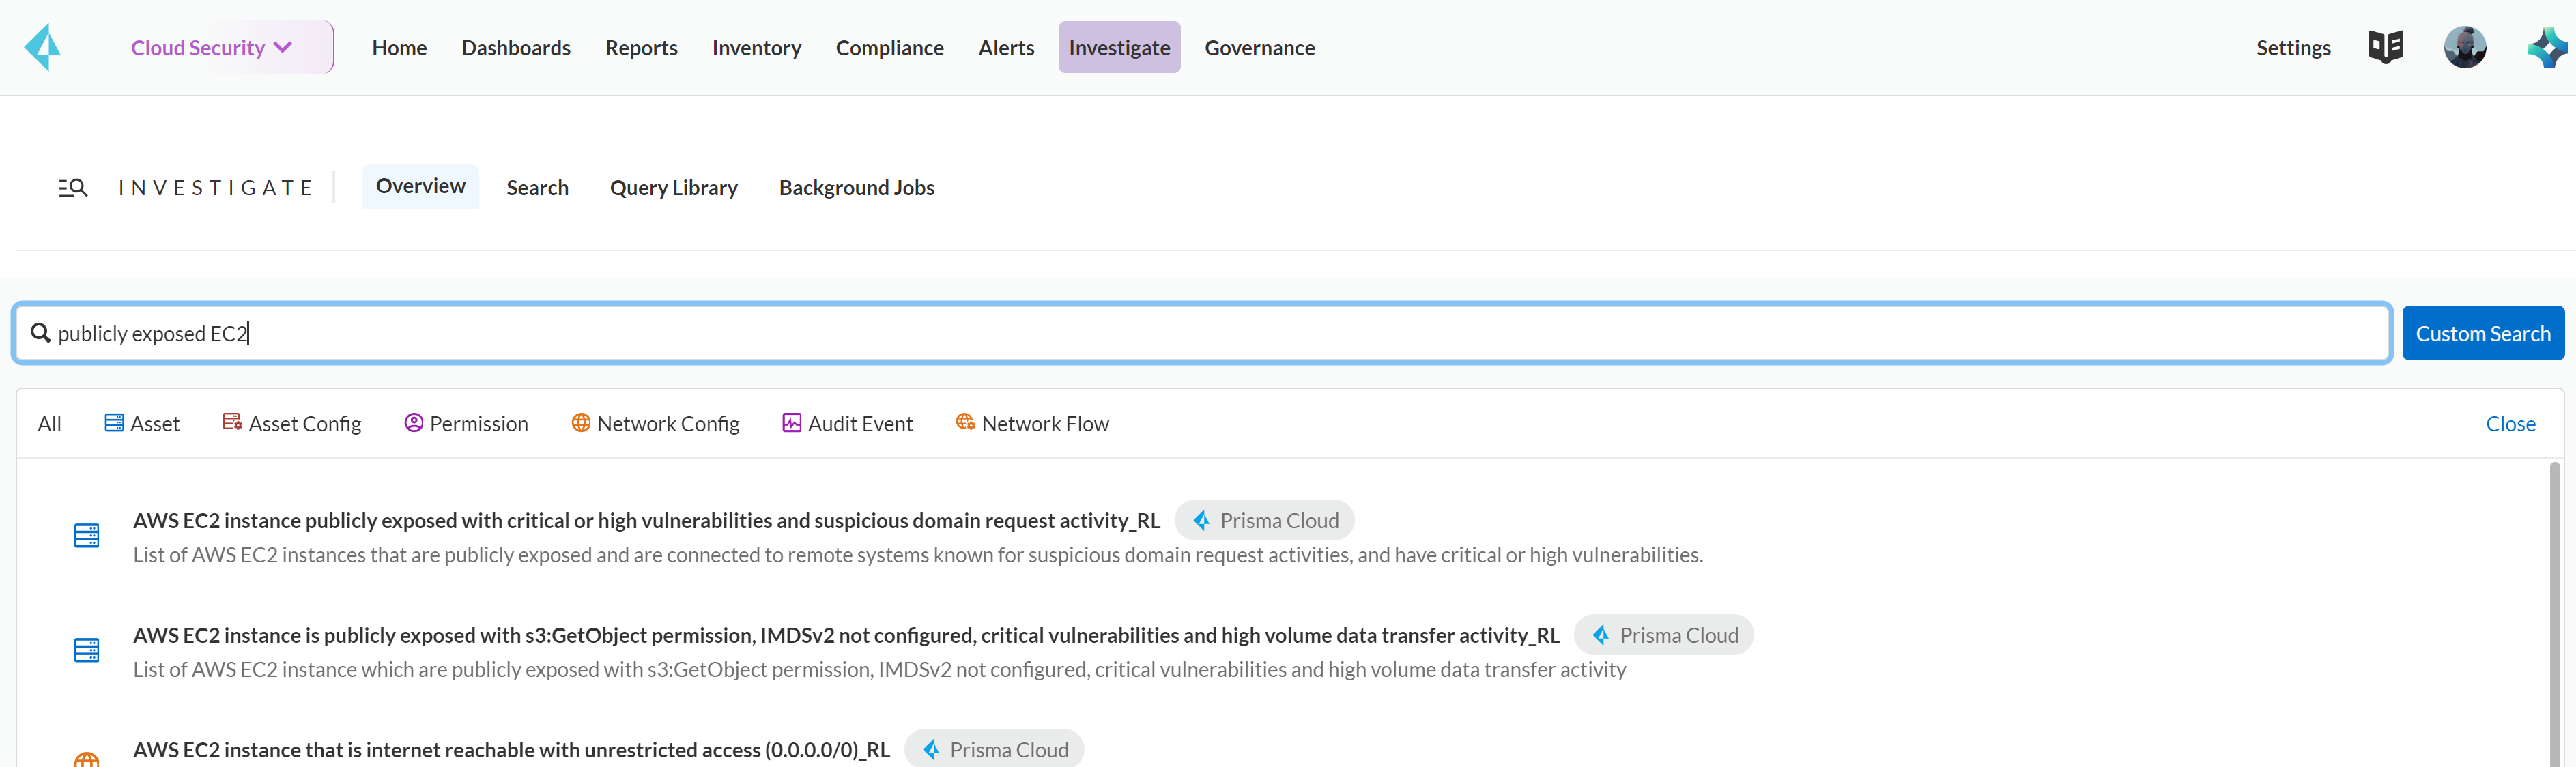 Cloud Security Home Dashboards Reports Inventory Compliance Alerts Investigate Governance Settings
INVESTIGATE Overview Search Query Library Background Jobs
publicly exposed EC2 Custom Search
All Asset Asset Config Permission Network Config Audit Event Network Flow Close
AWS EC2 instance publicly exposed with critical or high vulnerabilities and suspicious domain request activity_RL Prisma Cloud
List of AWS EC2 instances that are publicly exposed and are connected to remote systems known for suspicious domain request activities, and have critical or high vulnerabilities.
AWS EC2 instance is publicly exposed with s3:GetObject permission, IMDSv2 not configured, critical vulnerabilities and high volume data transfer activity_RL Prisma Cloud
List of AWS EC2 instance which are publicly exposed with s3:GetObject permission, IMDSv2 not configured, critical vulnerabilities and high volume data transfer activity
AWS EC2 instance that is internet reachable with unrestricted access (0.0.0.0/0)_RL Prisma Cloud